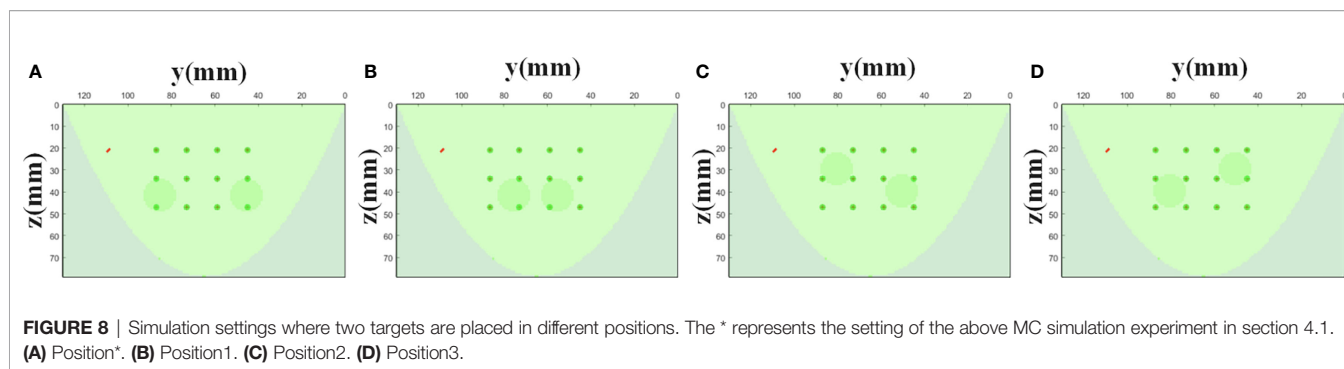 A
y(mm)
120 100 80 60 40 20 0
0
10
20
30
40
50
60
70
z(mm)
B
y(mm)
120 100 80 60 40 20 0
0
10
20
30
40
50
60
70
z(mm)
C
y(mm)
120 100 80 60 40 20 0
0
10
20
30
40
50
60
70
z(mm)
D
y(mm)
120 100 80 60 40 20 0
0
10
20
30
40
50
60
70
z(mm)
FIGURE 8 | Simulation settings where two targets are placed in different positions. The * represents the setting of the above MC simulation experiment in section 4.1.
(A) Position*. (B) Position1. (C) Position2. (D) Position3.